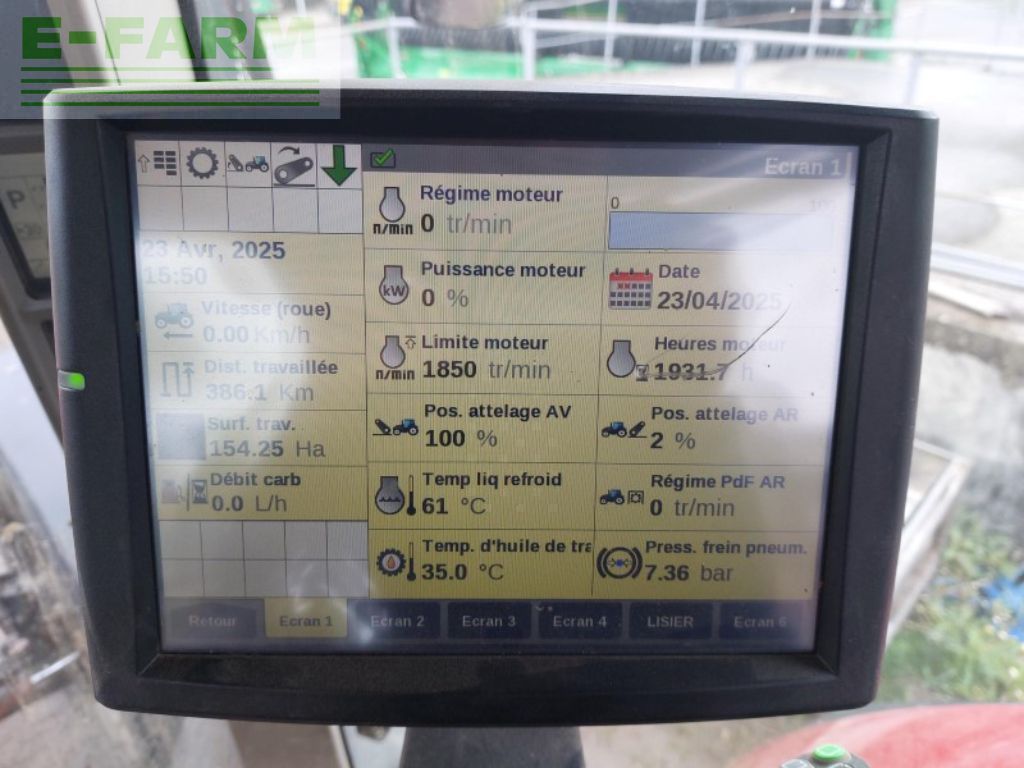 E-FARM
P
Ecran 1
23 Avr, 2025
15:50
Vitesse (roue)
0.00 Km/h
Dist. travaillée
386.1 Km
Surf. trav.
154.25 Ha
Débit carb
0.0 L/h
n/min
Régime moteur
0 tr/min
0 100
kW
Puissance moteur
0 %
Date
23/04/2025
n/min
Limite moteur
1850 tr/min
Heures moteur
1931.7 h
Pos. attelage AV
100 %
Pos. attelage AR
2 %
Temp liq refroid
61 °C
Régime PdF AR
0 tr/min
Temp. d'huile de tra
35.0 °C
Press. frein pneum.
7.36 bar
Retour
Ecran 1
Ecran 2
Ecran 3
Ecran 4
LISIER
Ecran 6